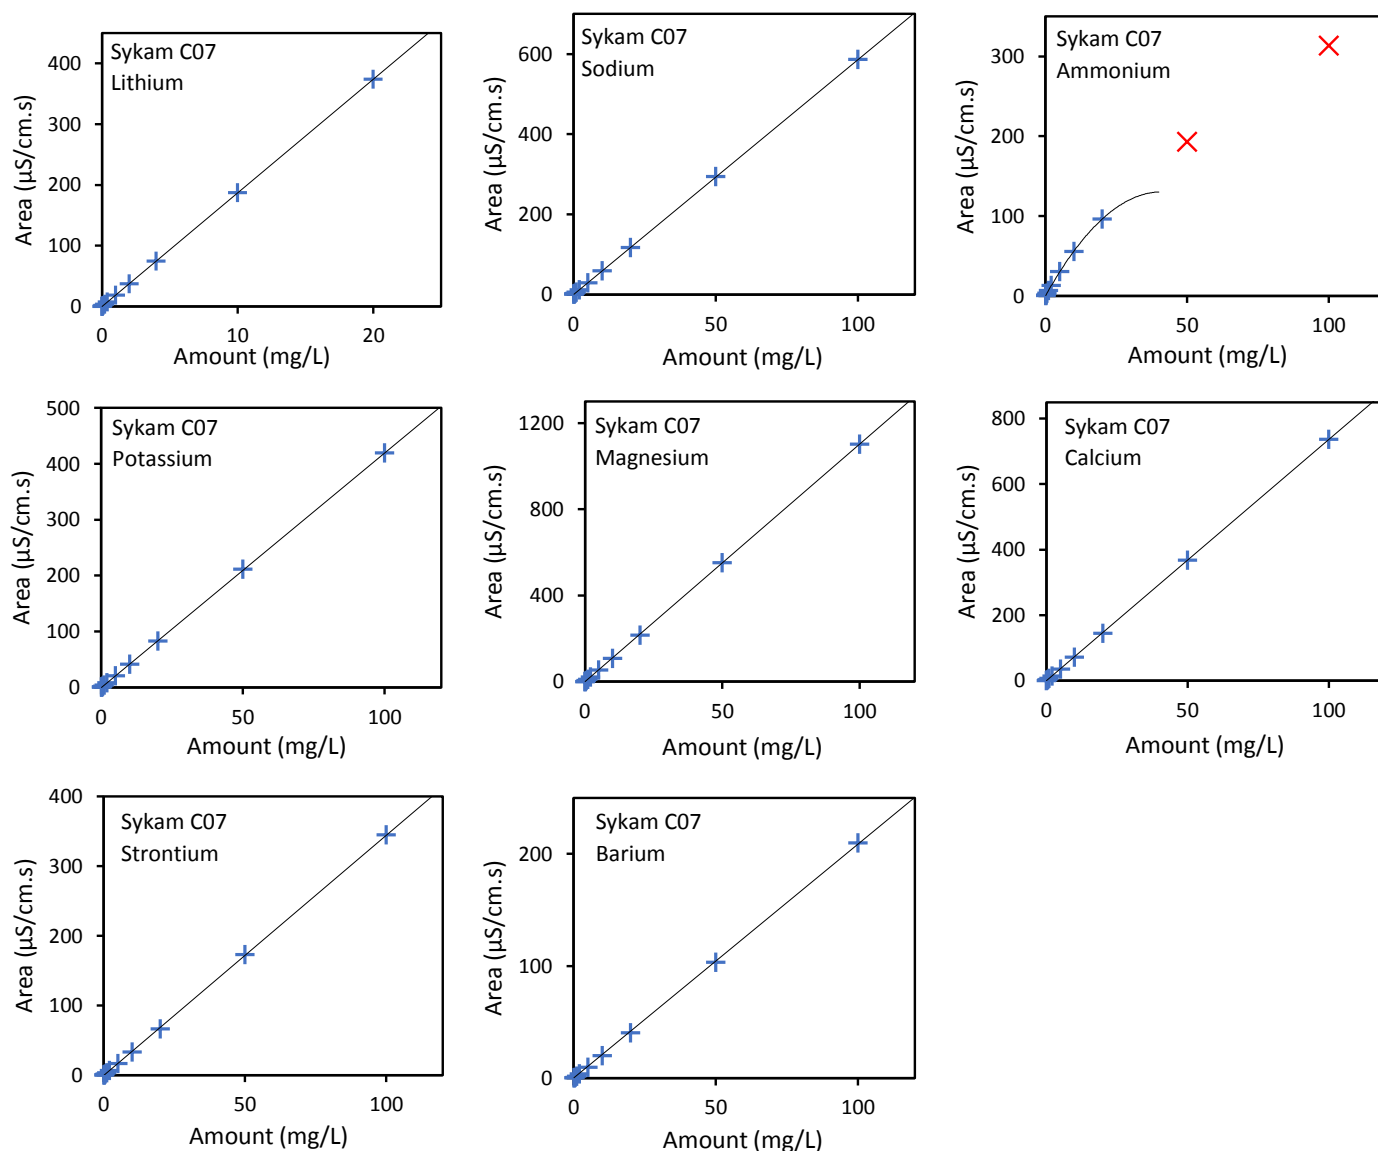 Sykam C07
Lithium
Area (µS/cm.s)
400
300
200
100
0
0 10 20
Amount (mg/L)
Sykam C07
Sodium
Area (µS/cm.s)
600
400
200
0
0 50 100
Amount (mg/L)
Sykam C07
Ammonium
Area (µS/cm.s)
300
200
100
0
0 50 100
Amount (mg/L)
Sykam C07
Potassium
Area (µS/cm.s)
500
400
300
200
100
0
0 50 100
Amount (mg/L)
Sykam C07
Magnesium
Area (µS/cm.s)
1200
800
400
0
0 50 100
Amount (mg/L)
Sykam C07
Calcium
Area (µS/cm.s)
800
600
400
200
0
0 50 100
Amount (mg/L)
Sykam C07
Strontium
Area (µS/cm.s)
400
300
200
100
0
0 50 100
Amount (mg/L)
Sykam C07
Barium
Area (µS/cm.s)
200
100
0
0 50 100
Amount (mg/L)